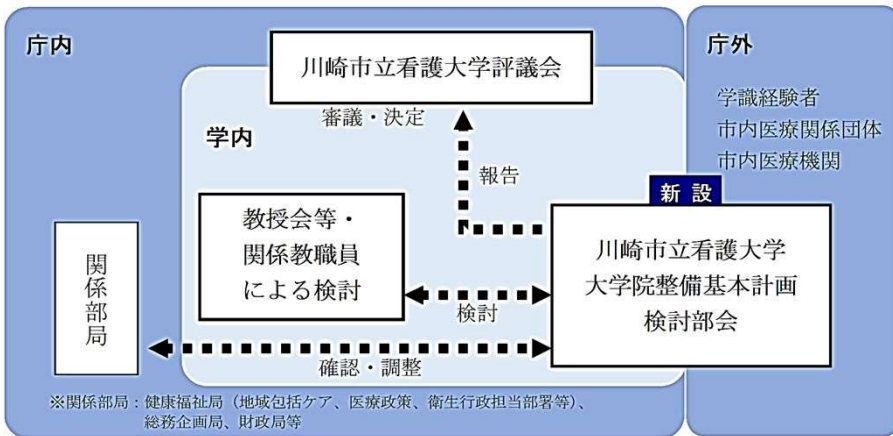 庁内
庁外
川崎市立看護大学評議会
審議・決定
学識経験者
市内医療関係団体
市内医療機関
学内
報告
新設
教授会等・
関係教職員
による検討
川崎市立看護大学
大学院整備基本計画
検討部会
関係部局
検討
確認・調整
※関係部局：健康福祉局（地域包括ケア、医療政策、衛生行政担当部署等）、
総務企画局、財政局等